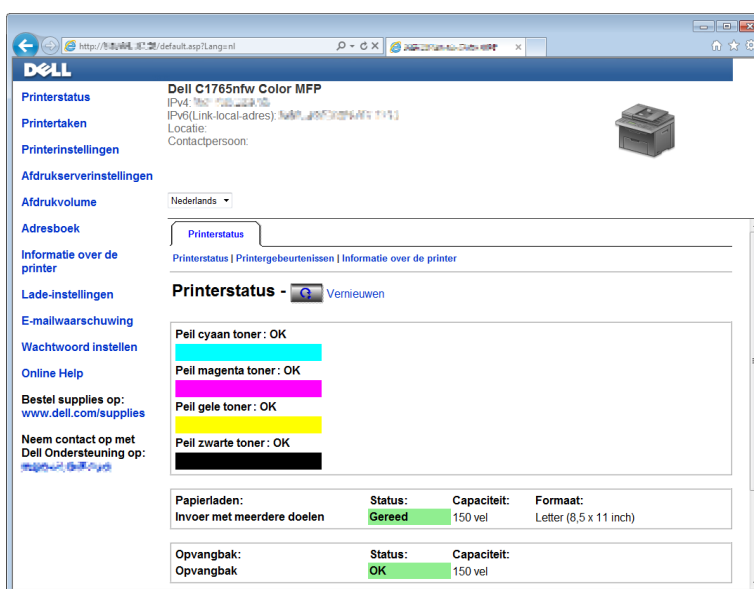 http:// /default.asp?Lang=nl
DELL
Printerstatus
Printertaken
Printerinstellingen
Afdrukserverinstellingen
Afdrukvolume
Adresboek
Informatie over de
printer
Lade-instellingen
E-mailwaarschuwing
Wachtwoord instellen
Online Help
Bestel supplies op:
www.dell.com/supplies
Neem contact op met
Dell Ondersteuning op:
Dell C1765nfw Color MFP
IPv4:
IPv6(Link-local-adres):
Locatie:
Contactpersoon:
Nederlands
Printerstatus
Printerstatus | Printergebeurtenissen | Informatie over de printer
Printerstatus - Vernieuwen
Peil cyaan toner: OK
Peil magenta toner: OK
Peil gele toner: OK
Peil zwarte toner: OK
Papierladen: Status: Capaciteit: Formaat:
Invoer met meerdere doelen Gereed 150 vel Letter (8,5 x 11 inch)
Opvangbak: Status: Capaciteit:
Opvangbak OK 150 vel